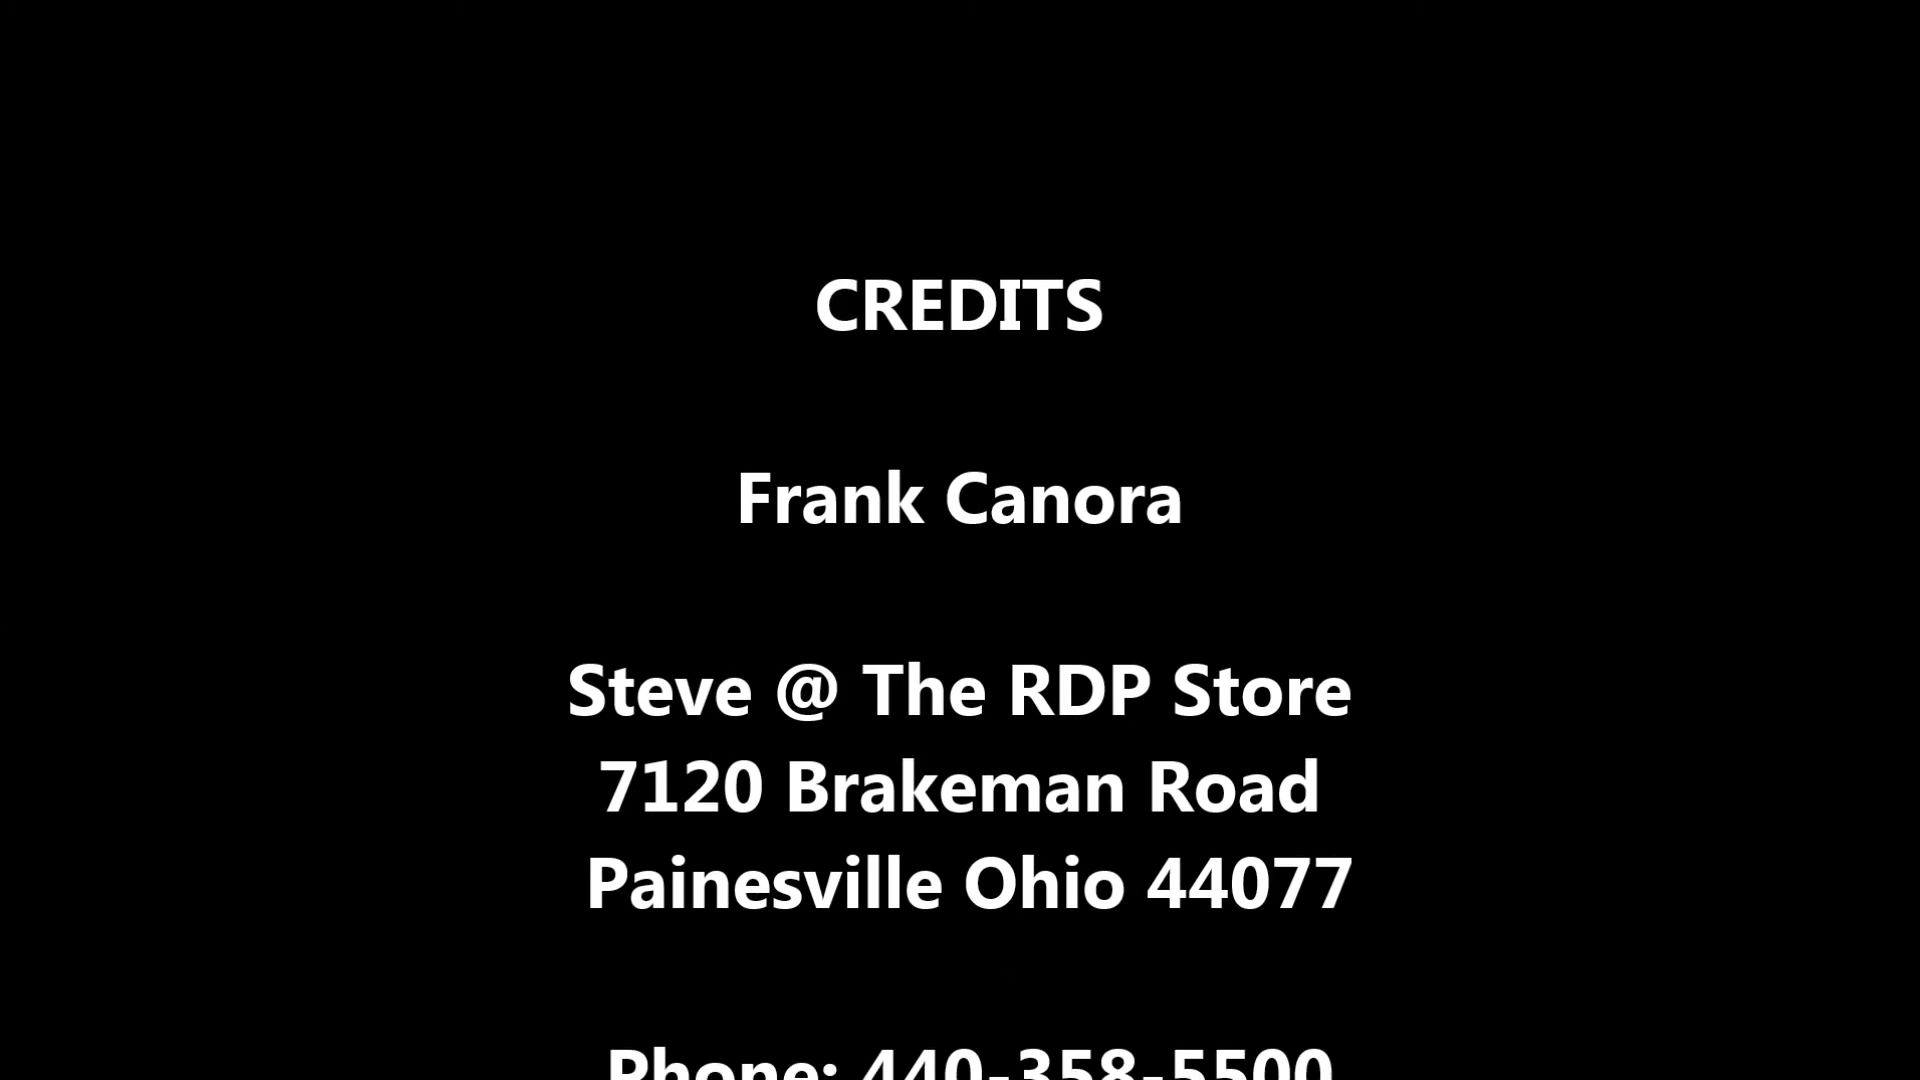 CREDITS
Frank Canora
Steve @ The RDP Store
7120 Brakeman Road
Painesville Ohio 44077
Phone: 440-358-5500